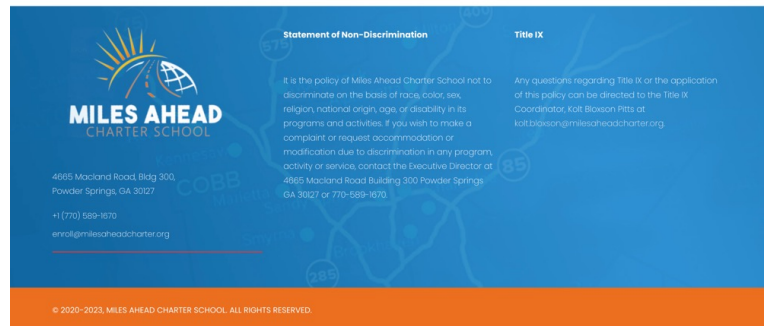 MILES AHEAD
CHARTER SCHOOL
4665 Macland Road, Bldg 300,
Powder Springs, GA 30127
+1 (770) 589-1670
enroll@milesaheadcharter.org
Statement of Non-Discrimination
It is the policy of Miles Ahead Charter School not to
discriminate on the basis of race, color, sex,
religion, national origin, age, or disability in its
programs and activities. If you wish to make a
complaint or request accommodation or
modification due to discrimination in any program,
activity or service, contact the Executive Director at
4665 Macland Road Building 300 Powder Springs
GA 30127 or 770-589-1670.
Title IX
Any questions regarding Title IX or the application
of this policy can be directed to the Title IX
Coordinator, Kolt Bloxson Pitts at
kolt.bloxson@milesaheadcharter.org.
400
575
COBB
85
285
© 2020-2023, MILES AHEAD CHARTER SCHOOL. ALL RIGHTS RESERVED.